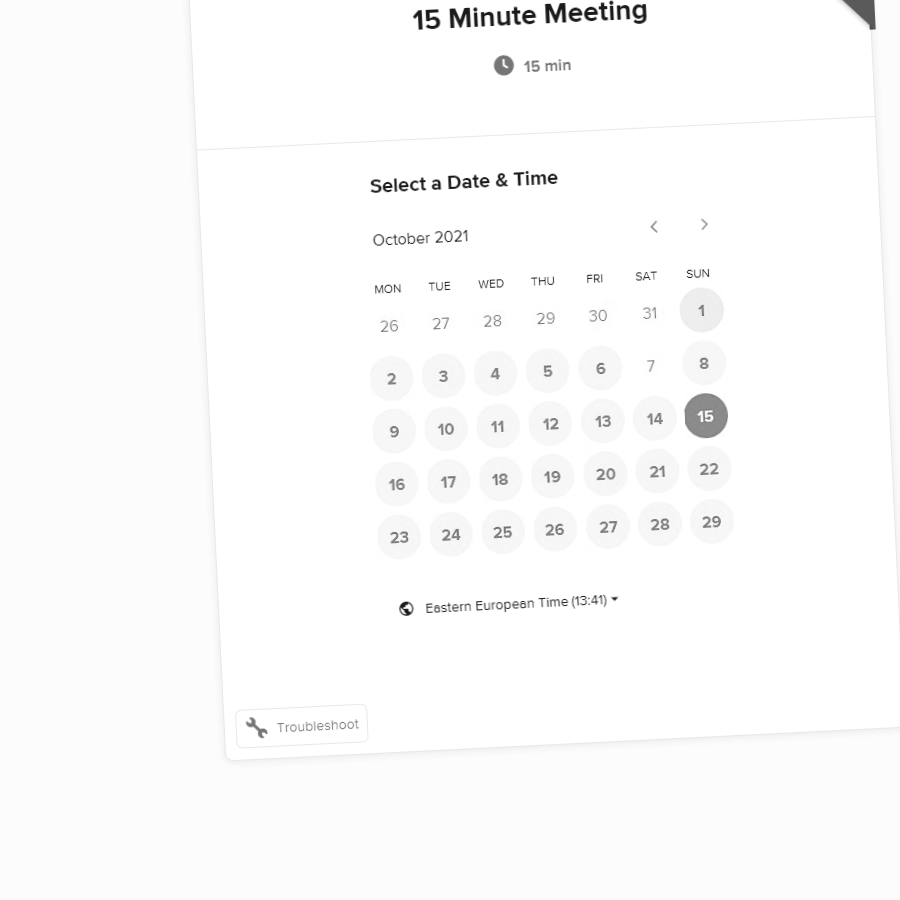 15 Minute Meeting
15 min
Select a Date & Time
October 2021
MON TUE WED THU FRI SAT SUN
26 27 28 29 30 31 1
2 3 4 5 6 7 8
9 10 11 12 13 14 15
16 17 18 19 20 21 22
23 24 25 26 27 28 29
Eastern European Time (13:41)
Troubleshoot